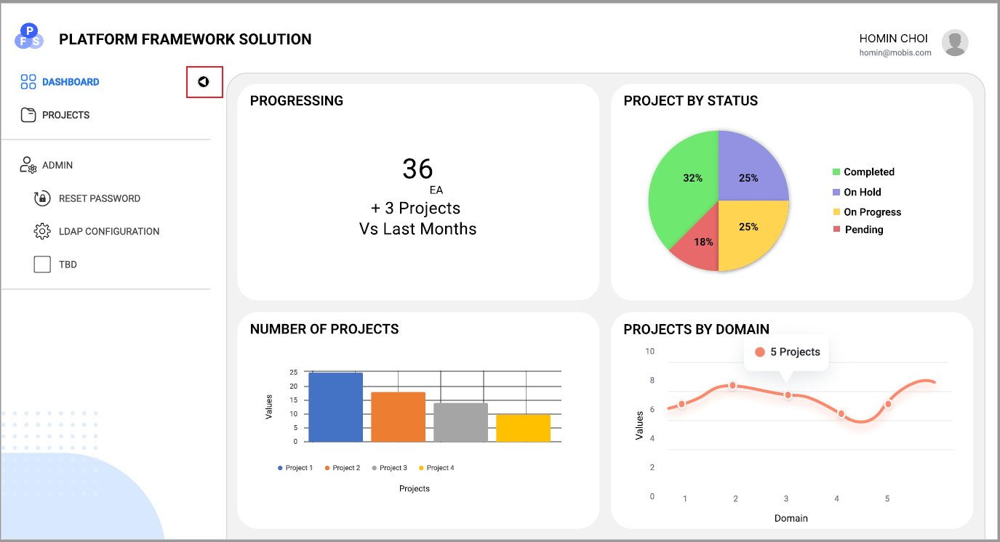 P
F S
PLATFORM FRAMEWORK SOLUTION
HOMIN CHOI
homin@mobis.com
DASHBOARD
PROJECTS
ADMIN
RESET PASSWORD
LDAP CONFIGURATION
TBD
PROGRESSING
36
EA
+ 3 Projects
Vs Last Months
PROJECT BY STATUS
32%
25%
25%
18%
Completed
On Hold
On Progress
Pending
NUMBER OF PROJECTS
Values
25
20
15
10
5
0
Project 1 Project 2 Project 3 Project 4
Projects
PROJECTS BY DOMAIN
5 Projects
Values
10
8
6
4
2
0
1 2 3 4 5
Domain